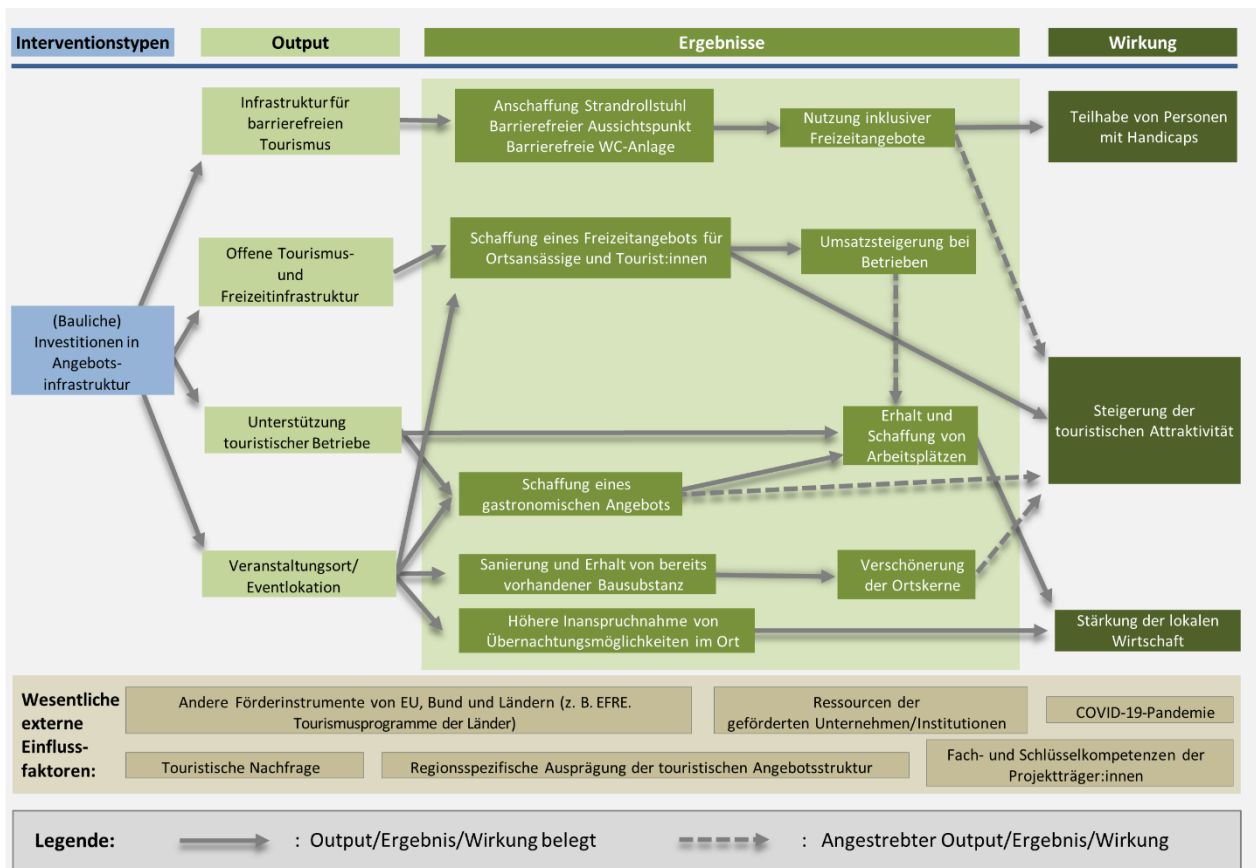 Interventionstypen
Output
Ergebnisse
Wirkung
Infrastruktur für
barrierefreien
Tourismus
Anschaffung Strandrollstuhl
Barrierefreier Aussichtspunkt
Barrierefreie WC-Anlage
Nutzung inklusiver
Freizeitangebote
Teilhabe von Personen
mit Handicaps
Offene Tourismus-
und
Freizeitinfrastruktur
Schaffung eines Freizeitangebots für
Ortsansässige und Tourist:innen
Umsatzsteigerung bei
Betrieben
(Bauliche)
Investitionen in
Angebots-
infrastruktur
Unterstützung
touristischer Betriebe
Erhalt und
Schaffung von
Arbeitsplätzen
Steigerung der
touristischen Attraktivität
Schaffung eines
gastronomischen Angebots
Veranstaltungsort/
Eventlokation
Sanierung und Erhalt von bereits
vorhandener Bausubstanz
Verschönerung
der Ortskerne
Höhere Inanspruchnahme von
Übernachtungsmöglichkeiten im Ort
Stärkung der lokalen
Wirtschaft
Wesentliche
externe
Einfluss-
faktoren:
Andere Förderinstrumente von EU, Bund und Ländern (z. B. EFRE.
Tourismusprogramme der Länder)
Ressourcen der
geförderten Unternehmen/Institutionen
COVID-19-Pandemie
Touristische Nachfrage
Regionsspezifische Ausprägung der touristischen Angebotsstruktur
Fach- und Schlüsselkompetenzen der
Projektträger:innen
Legende:
: Output/Ergebnis/Wirkung belegt
: Angestrebter Output/Ergebnis/Wirkung